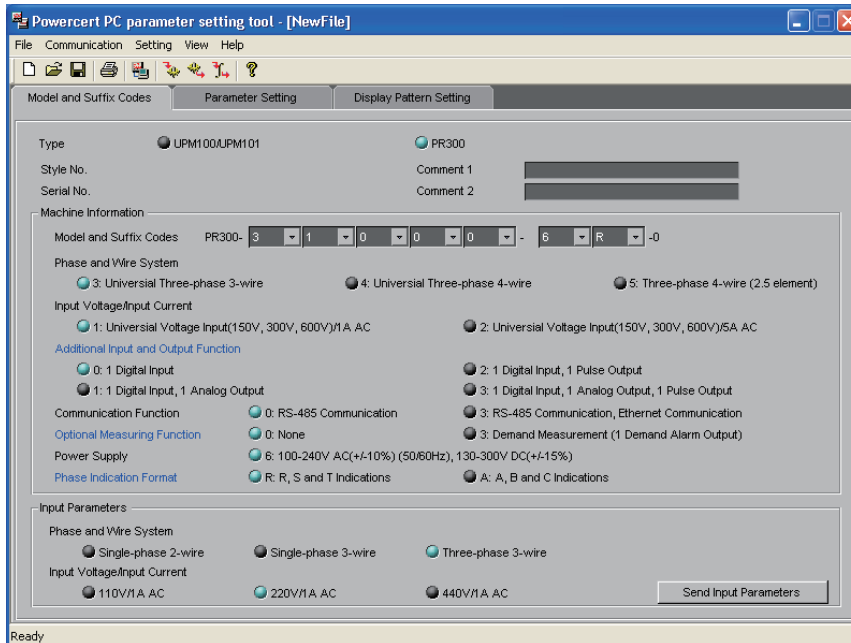 Powercert PC parameter setting tool - [NewFile]
File Communication Setting View Help
Model and Suffix Codes Parameter Setting Display Pattern Setting
Type UPM100/UPM101 PR300
Style No. Comment 1
Serial No. Comment 2
Machine Information
Model and Suffix Codes PR300- 3 1 0 0 0 - 6 R -0
Phase and Wire System
3: Universal Three-phase 3-wire 4: Universial Three-phase 4-wire 5: Three-phase 4-wire (2.5 element)
Input Voltage/Input Current
1: Universial Voltage Input(150V, 300V, 600V)/1A AC 2: Universial Voltage Input(150V, 300V, 600V)/5A AC
Additional Input and Output Function
0: 1 Digital Input 2: 1 Digital Input, 1 Pulse Output
1: 1 Digital Input, 1 Analog Output 3: 1 Digital Input, 1 Analog Output, 1 Pulse Output
Communication Function 0: RS-485 Communication 3: RS-485 Communication, Ethernet Communication
Optional Measuring Function 0: None 3: Demand Measurement (1 Demand Alarm Output)
Power Supply 6: 100-240V AC(+/-10%) (50/60Hz), 130-300V DC(+/-15%)
Phase Indication Format R: R, S and T Indications A: A, B and C Indications
Input Parameters
Phase and Wire System
Single-phase 2-wire Single-phase 3-wire Three-phase 3-wire
Input Voltage/Input Current
110V/1A AC 220V/1A AC 440V/1A AC Send Input Parameters
Ready